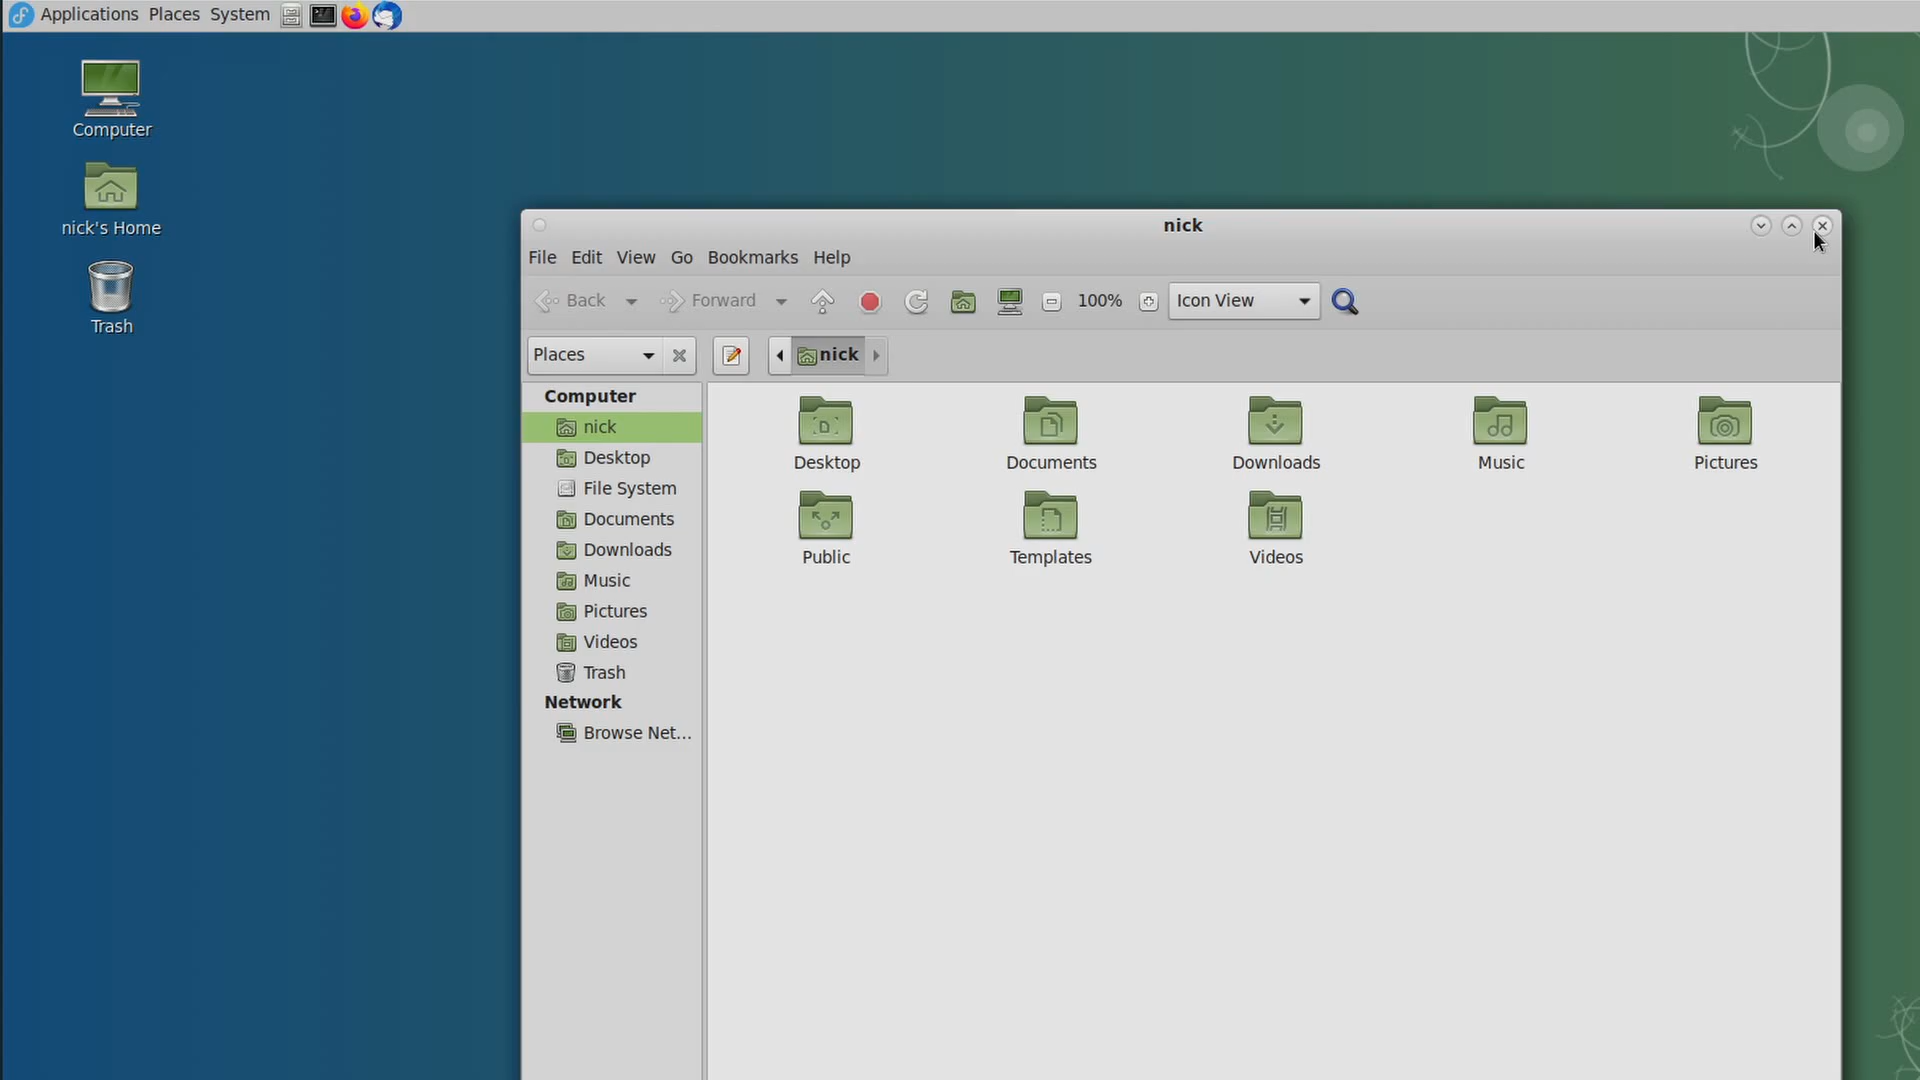 Applications Places System
Computer
nick's Home
Trash
nick
File Edit View Go Bookmarks Help
Back Forward 100% Icon View
Places nick
Computer
nick
Desktop
File System
Documents
Downloads
Music
Pictures
Videos
Trash
Network
Browse Net...
Desktop Documents Downloads Music Pictures
Public Templates Videos